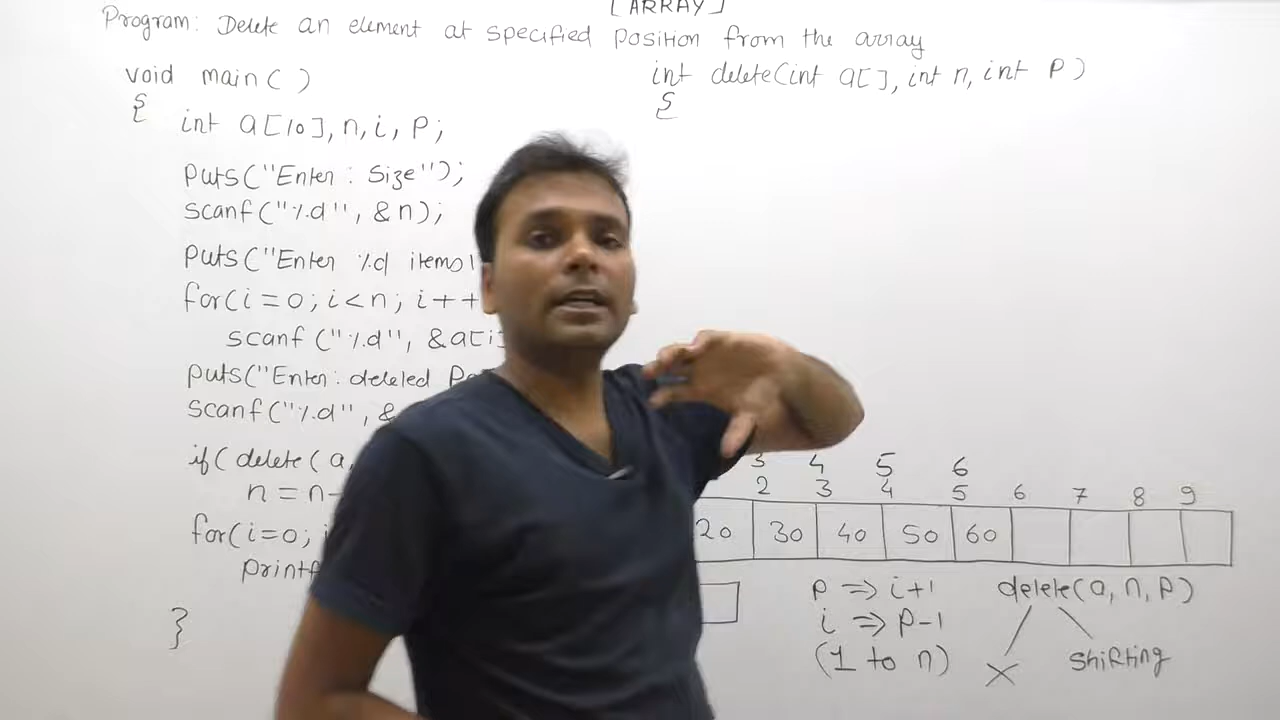 [ARRAY]
Program: Delete an element at specified position from the array
void main( )
{
int a[10], n, i, P;
puts("Enter : Size");
scanf("%d", &n);
puts("Enter %d items
for(i=0; i<n; i++
scanf("%d", &a[i]
puts("Enter: deleted Po
scanf("%d", &
if( delete( a,
n = n-
for(i=0; i
printf
}
int delete(int a[], int n, int P)
{
3 4 5 6
2 3 4 5 6 7 8 9
20 30 40 50 60
P => i+1
i => P-1
(1 to n)
delete(a, n, P)
X shifting